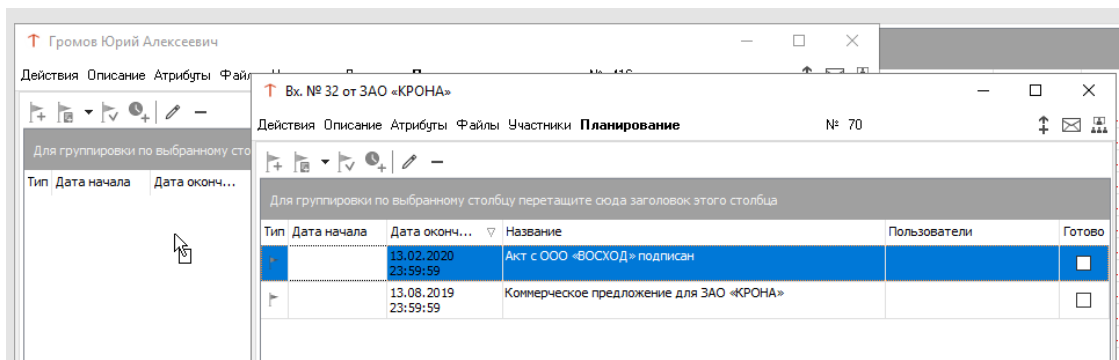 Громов Юрий Алексеевич
Действия Описание Атрибуты Файлы
Для группировки по выбранному
Тип Дата начала Дата оконч...
Вх. № 32 от ЗАО «КРОНА»
Действия Описание Атрибуты Файлы Участники Планирование № 70
Для группировки по выбранному столбцу перетащите сюда заголовок этого столбца
Тип Дата начала Дата оконч... Название Пользователи Готово
13.02.2020 Акт с ООО «ВОСХОД» подписан
23:59:59
13.08.2019 Коммерческое предложение для ЗАО «КРОНА»
23:59:59